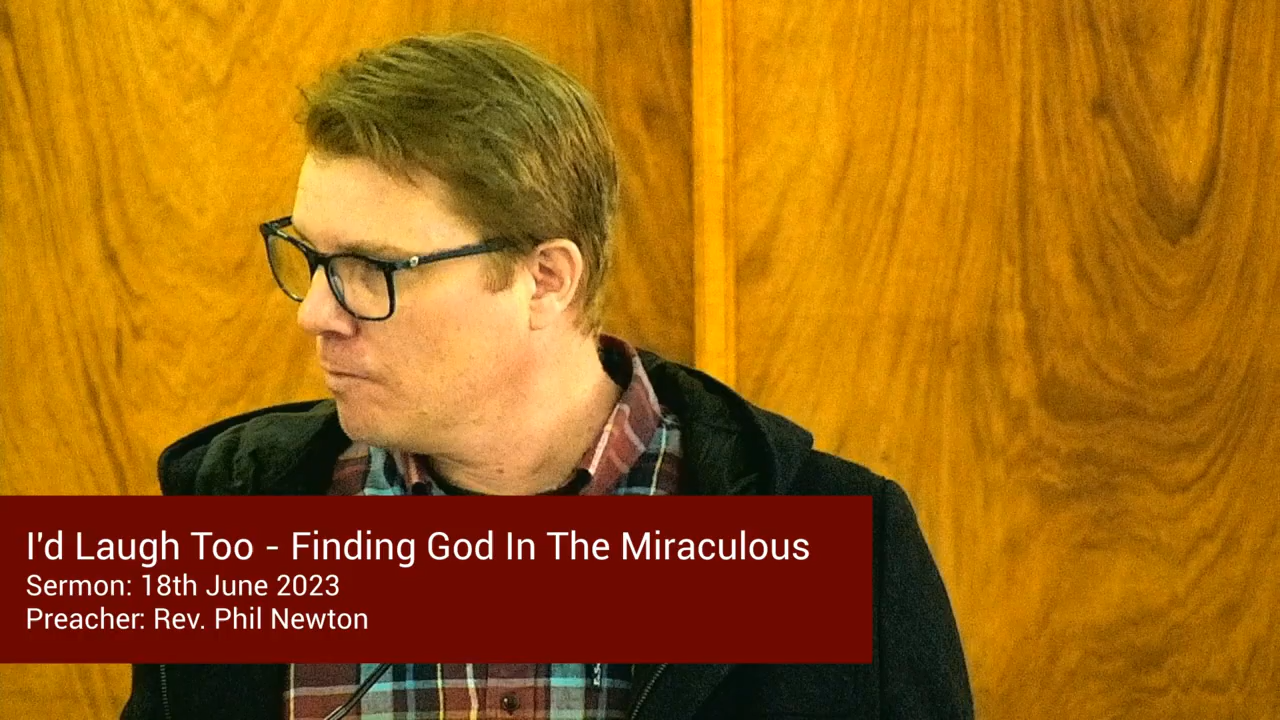 I'd Laugh Too - Finding God In The Miraculous
Sermon: 18th June 2023
Preacher: Rev. Phil Newton